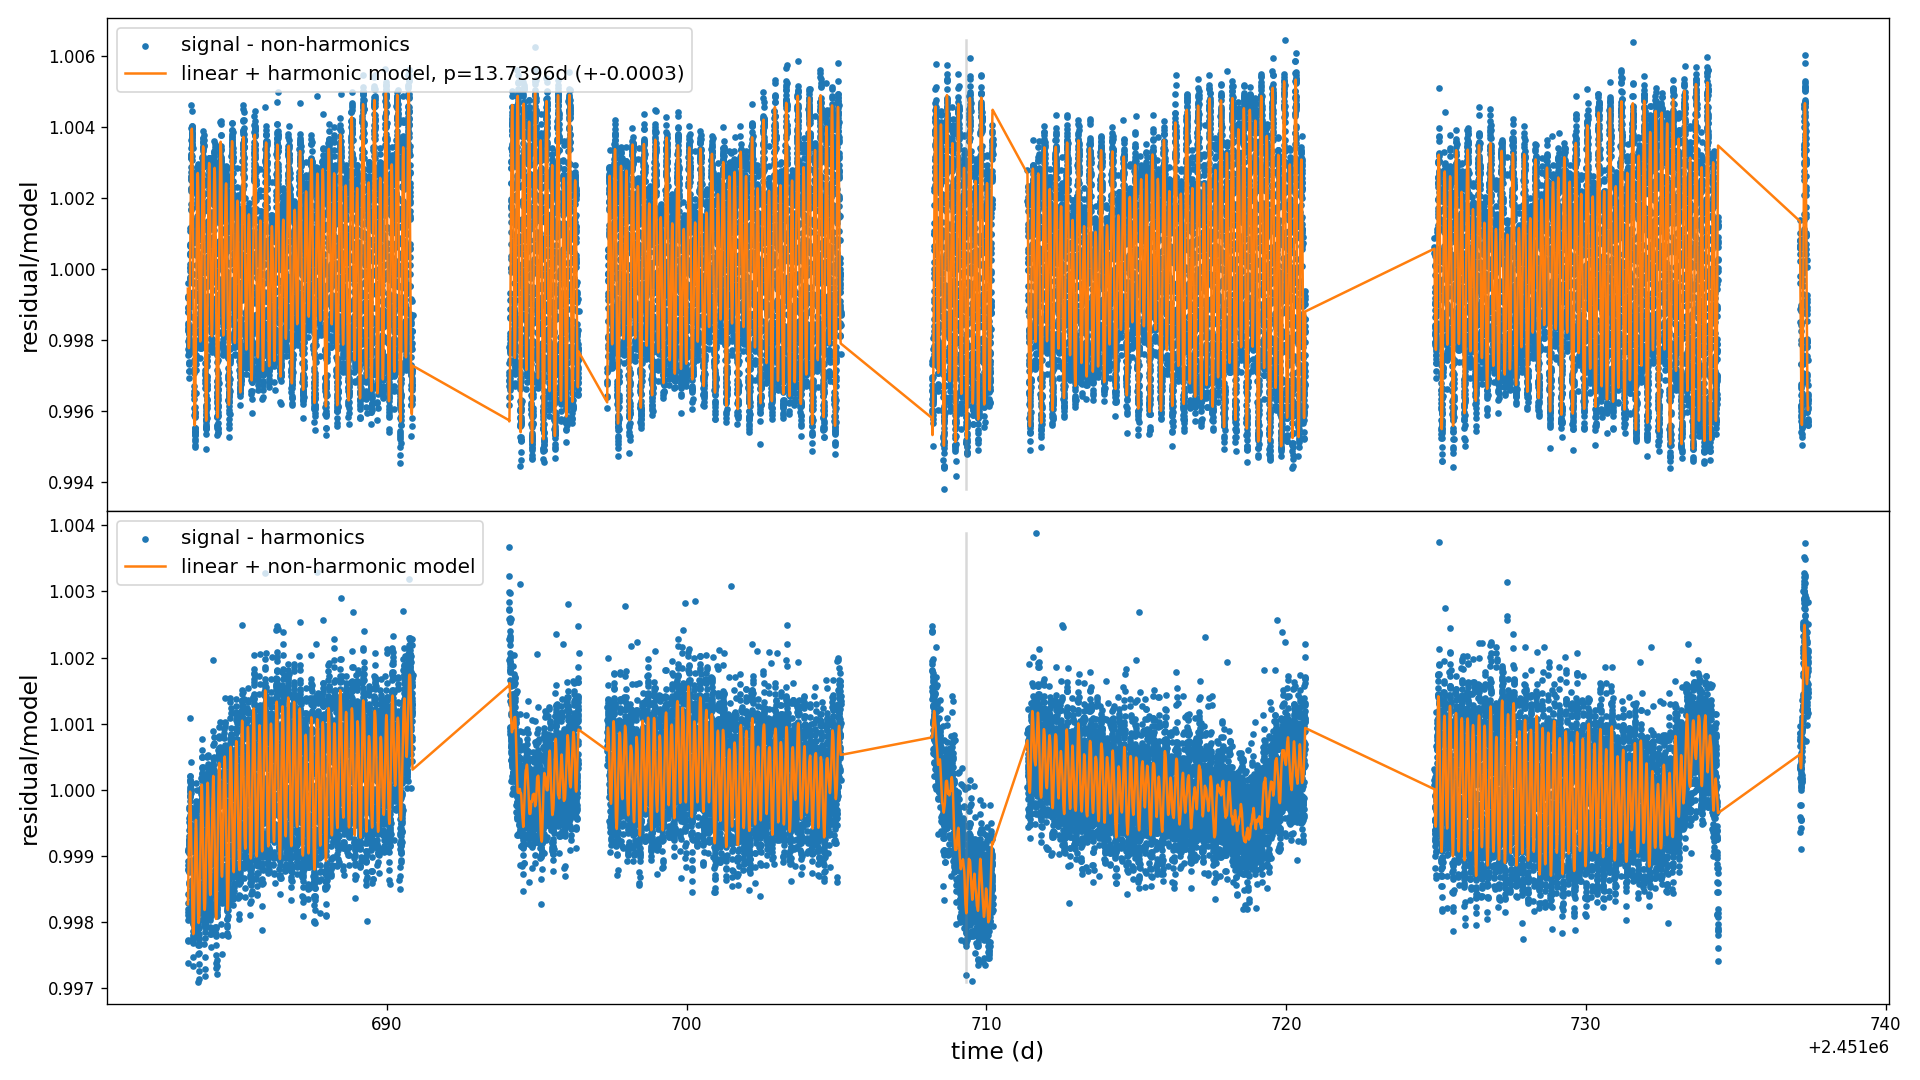 signal - non-harmonics
linear + harmonic model, p=13.7396d (+-0.0003)
1.006
1.004
1.002
1.000
0.998
0.996
0.994
residual/model
signal - harmonics
linear + non-harmonic model
1.004
1.003
1.002
1.001
1.000
0.999
0.998
0.997
residual/model
690
700
710
720
730
740
time (d)
+2.451e6